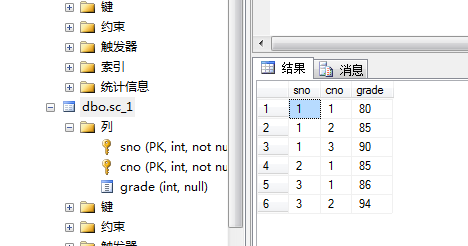 键
约束
触发器
索引
统计信息
dbo.sc_1
列
sno (PK, int, not nu
cno (PK, int, not nu
grade (int, null)
键
约束
触发器
结果 消息
sno cno grade
1 1 1 80
2 1 2 85
3 1 3 90
4 2 1 85
5 3 1 86
6 3 2 94